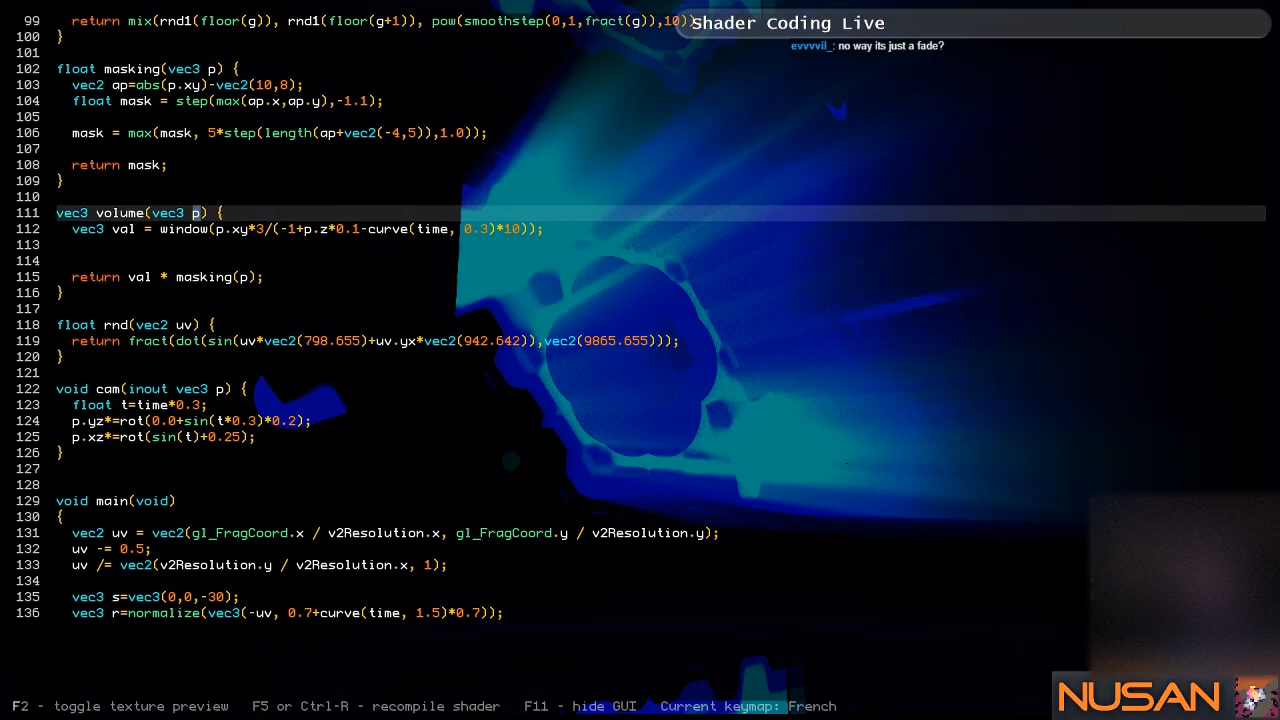 99 return mix(rnd1(floor(g)), rnd1(floor(g+1)), pow(smoothstep(0,1,fract(g)),10))
Shader Coding Live
100 }
evvvvil_: no way its just a fade?
101
102 float masking(vec3 p) {
103 vec2 ap=abs(p.xy)-vec2(10,8);
104 float mask = step(max(ap.x,ap.y),-1.1);
105
106 mask = max(mask, 5*step(length(ap+vec2(-4,5)),1.0));
107
108 return mask;
109 }
110
111 vec3 volume(vec3 p) {
112 vec3 val = window(p.xy*3/(-1+p.z*0.1-curve(time, 0.3)*10));
113
114
115 return val * masking(p);
116 }
117
118 float rnd(vec2 uv) {
119 return fract(dot(sin(uv*vec2(798.655)+uv.yx*vec2(942.642)),vec2(9865.655)));
120 }
121
122 void cam(inout vec3 p) {
123 float t=time*0.3;
124 p.yz*=rot(0.0+sin(t*0.3)*0.2);
125 p.xz*=rot(sin(t)+0.25);
126 }
127
128
129 void main(void)
130 {
131 vec2 uv = vec2(gl_FragCoord.x / v2Resolution.x, gl_FragCoord.y / v2Resolution.y);
132 uv -= 0.5;
133 uv /= vec2(v2Resolution.y / v2Resolution.x, 1);
134
135 vec3 s=vec3(0,0,-30);
136 vec3 r=normalize(vec3(-uv, 0.7+curve(time, 1.5)*0.7));
F2 - toggle texture preview F5 or Ctrl-R - recompile shader F11 - hide GUI Current keymap: French
NUSAN